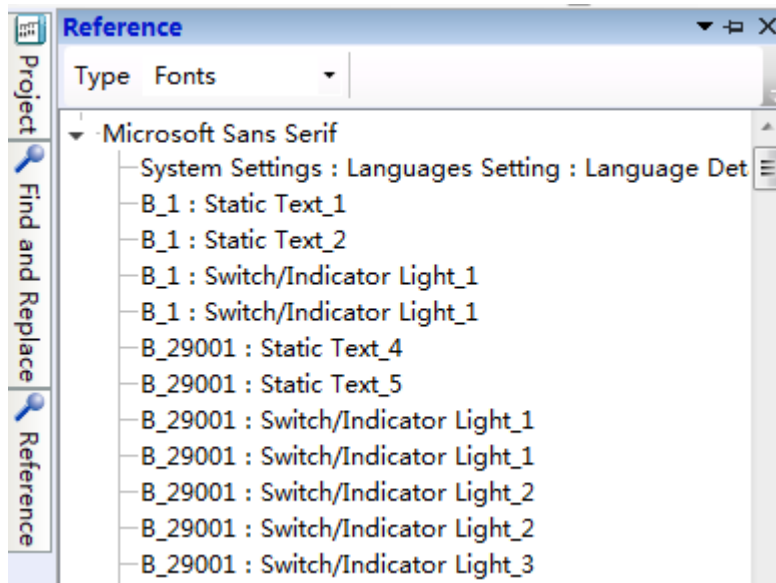 Reference
Type Fonts
Microsoft Sans Serif
System Settings : Languages Setting : Language Det
B_1 : Static Text_1
B_1 : Static Text_2
B_1 : Switch/Indicator Light_1
B_1 : Switch/Indicator Light_1
B_29001 : Static Text_4
B_29001 : Static Text_5
B_29001 : Switch/Indicator Light_1
B_29001 : Switch/Indicator Light_1
B_29001 : Switch/Indicator Light_2
B_29001 : Switch/Indicator Light_2
B_29001 : Switch/Indicator Light_3
Project
Find and Replace
Reference